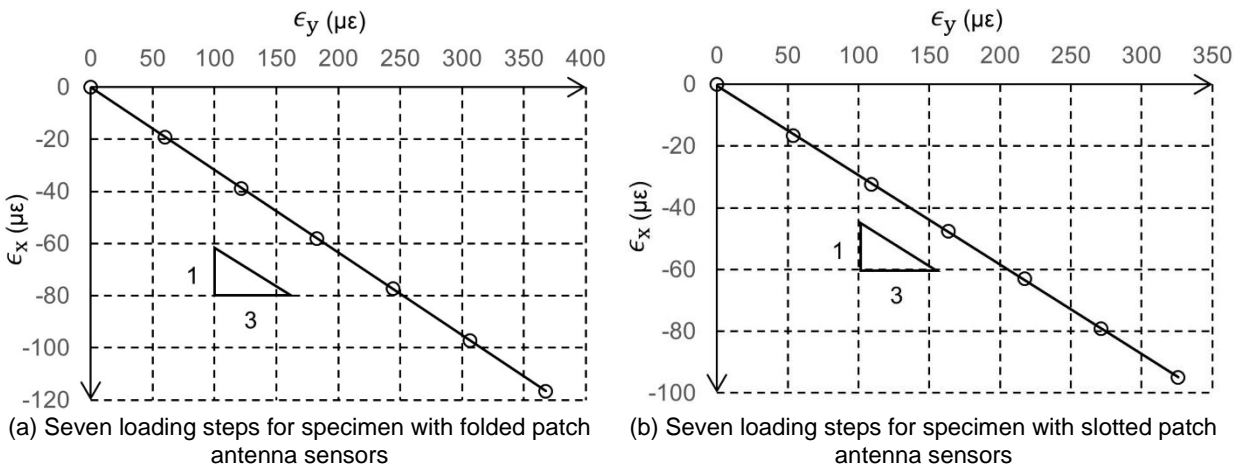 ϵy (με)
0 50 100 150 200 250 300 350 400
0
-20
-40
-60
-80
-100
-120
ϵx (με)
1
3
(a) Seven loading steps for specimen with folded patch
antenna sensors
ϵy (με)
0 50 100 150 200 250 300 350
0
-20
-40
-60
-80
-100
ϵx (με)
1
3
(b) Seven loading steps for specimen with slotted patch
antenna sensors